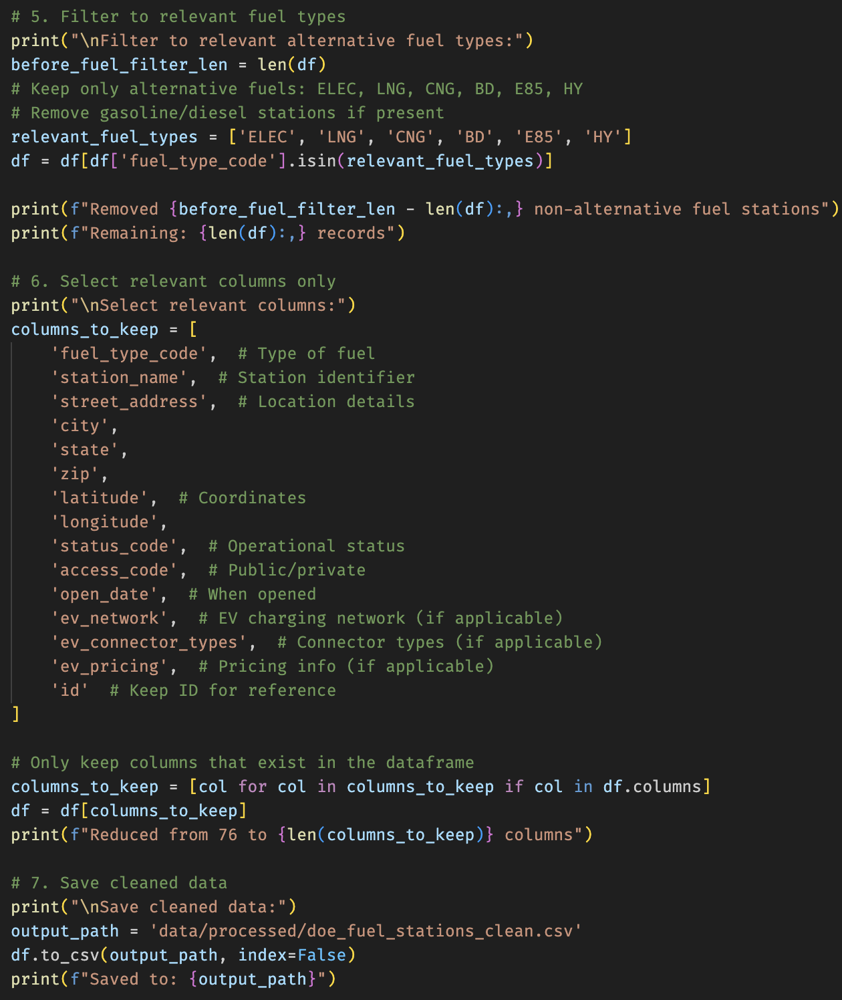 # 5. Filter to relevant fuel types
print("\nFilter to relevant alternative fuel types:")
before_fuel_filter_len = len(df)
# Keep only alternative fuels: ELEC, LNG, CNG, BD, E85, HY
# Remove gasoline/diesel stations if present
relevant_fuel_types = ['ELEC', 'LNG', 'CNG', 'BD', 'E85', 'HY']
df = df[df['fuel_type_code'].isin(relevant_fuel_types)]

print(f"Removed {before_fuel_filter_len - len(df):,} non-alternative fuel stations")
print(f"Remaining: {len(df):,} records")

# 6. Select relevant columns only
print("\nSelect relevant columns:")
columns_to_keep = [
    'fuel_type_code',  # Type of fuel
    'station_name',  # Station identifier
    'street_address',  # Location details
    'city',
    'state',
    'zip',
    'latitude',  # Coordinates
    'longitude',
    'status_code',  # Operational status
    'access_code',  # Public/private
    'open_date',  # When opened
    'ev_network',  # EV charging network (if applicable)
    'ev_connector_types',  # Connector types (if applicable)
    'ev_pricing',  # Pricing info (if applicable)
    'id'  # Keep ID for reference
]

# Only keep columns that exist in the dataframe
columns_to_keep = [col for col in columns_to_keep if col in df.columns]
df = df[columns_to_keep]
print(f"Reduced from 76 to {len(columns_to_keep)} columns")

# 7. Save cleaned data
print("\nSave cleaned data:")
output_path = 'data/processed/doe_fuel_stations_clean.csv'
df.to_csv(output_path, index=False)
print(f"Saved to: {output_path}")